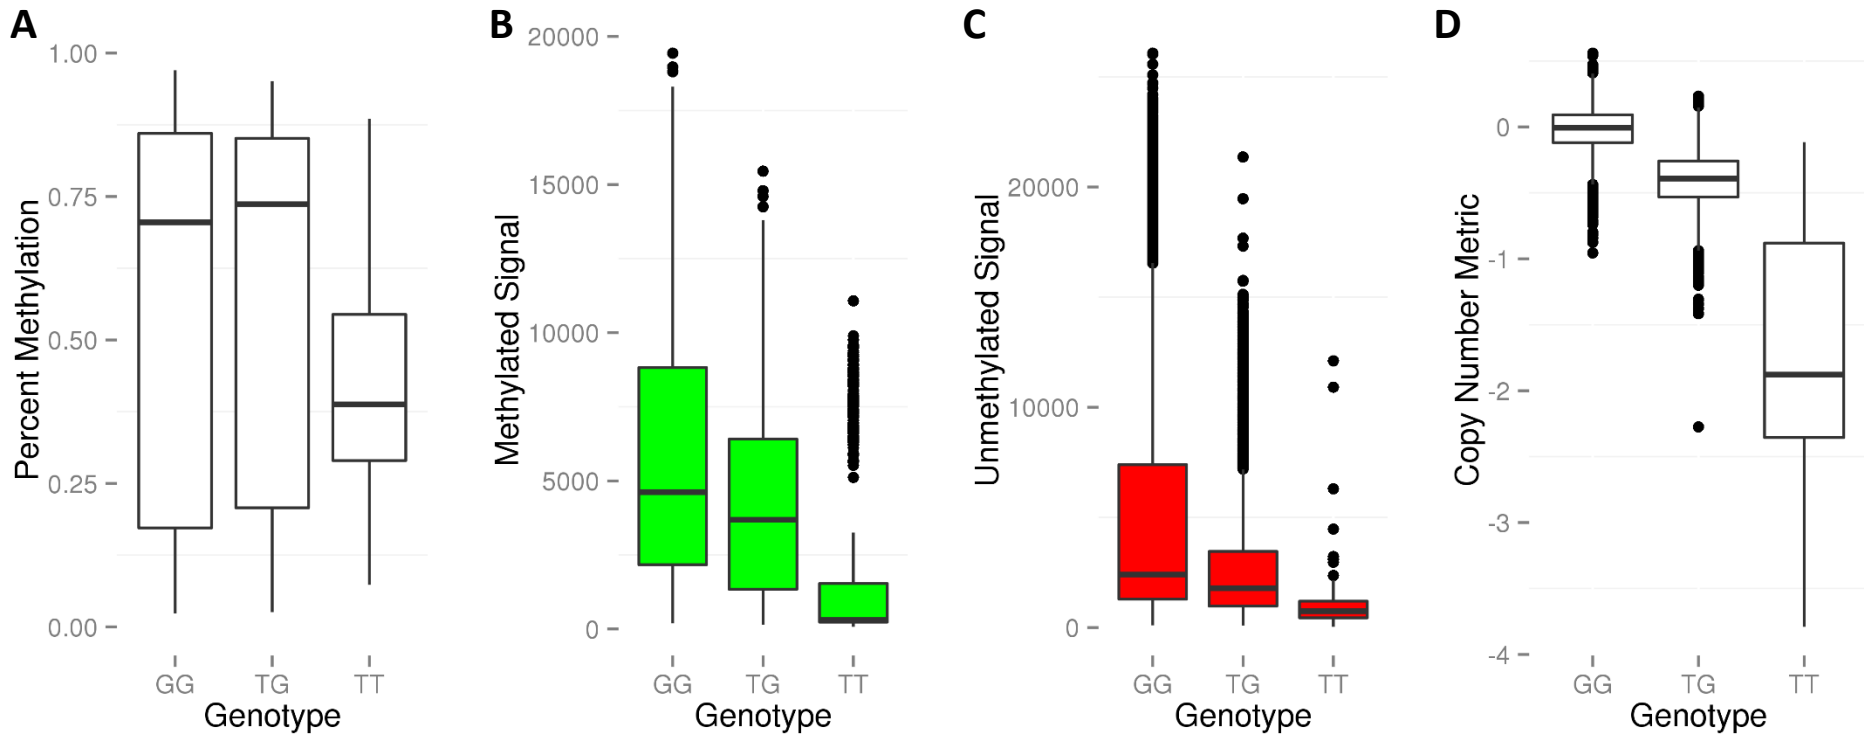 A
Percent Methylation
1.00
0.75
0.50
0.25
0.00
GG TG TT
Genotype
B
Methylated Signal
20000
15000
10000
5000
0
GG TG TT
Genotype
C
Unmethylated Signal
20000
10000
0
GG TG TT
Genotype
D
Copy Number Metric
0
-1
-2
-3
-4
GG TG TT
Genotype